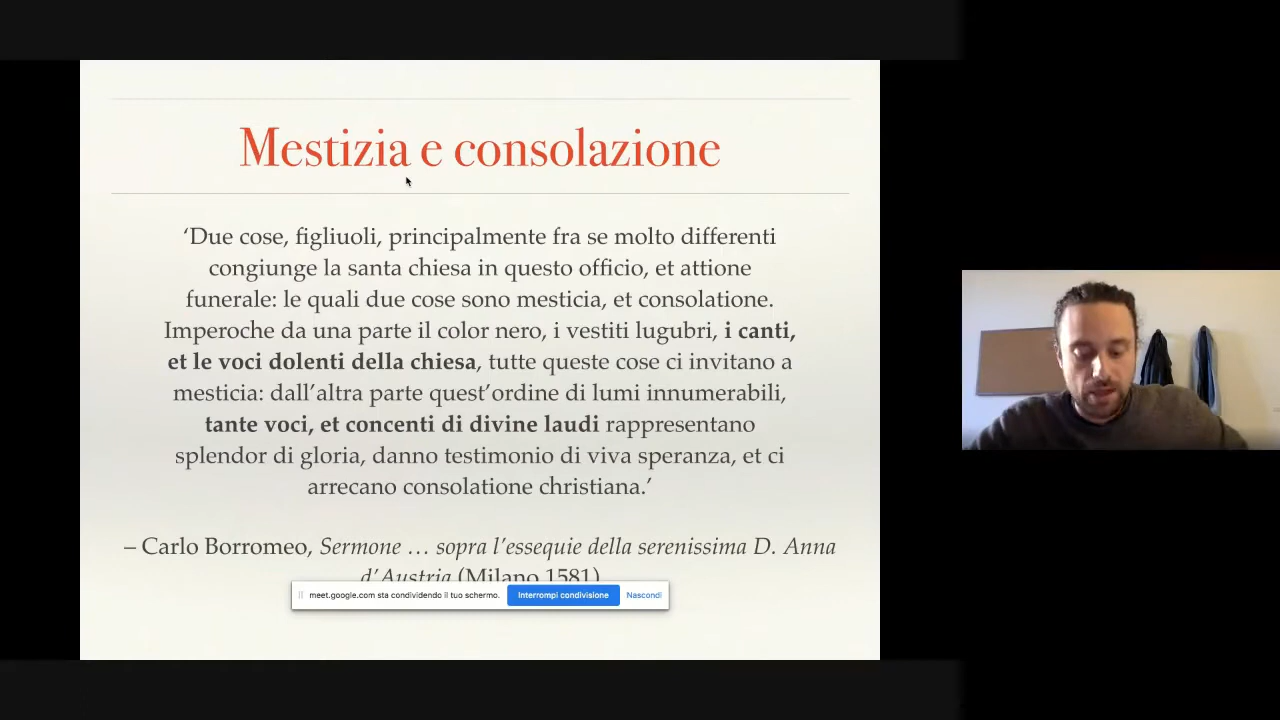 Mestizia e consolazione
‘Due cose, figliuoli, principalmente fra se molto differenti
congiunge la santa chiesa in questo officio, et attione
funerale: le quali due cose sono mesticia, et consolatione.
Imperoche da una parte il color nero, i vestiti lugubri, i canti,
et le voci dolenti della chiesa, tutte queste cose ci invitano a
mesticia: dall’altra parte quest’ordine di lumi innumerabili,
tante voci, et concenti di divine laudi rappresentano
splendor di gloria, danno testimonio di viva speranza, et ci
arrecano consolatione christiana.’
– Carlo Borromeo, Sermone … sopra l’essequie della serenissima D. Anna
d’Austria (Milano 1581)
meet.google.com sta condividendo il tuo schermo. Interrompi condivisione Nascondi